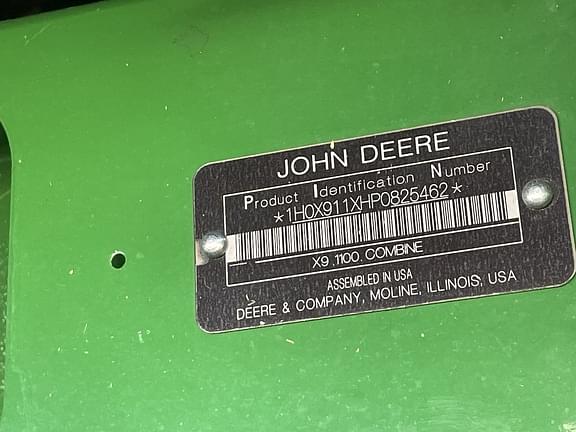 JOHN DEERE
Product Identification Number
*1H0X911XHP0825462*
X9 .1100. COMBINE
ASSEMBLED IN USA
DEERE & COMPANY, MOLINE, ILLINOIS, USA